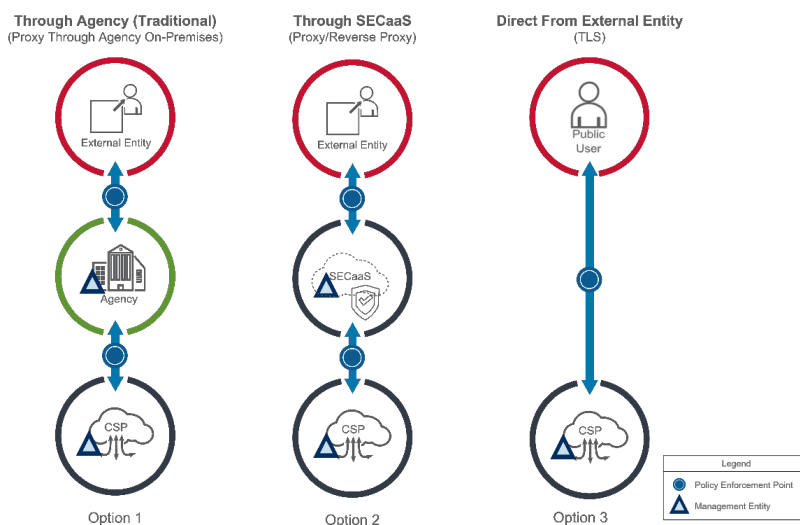 Through Agency (Traditional)
(Proxy Through Agency On-Premises)
External Entity
Agency
CSP
Option 1
Through SECaaS
(Proxy/Reverse Proxy)
External Entity
SECaaS
CSP
Option 2
Direct From External Entity
(TLS)
Public
User
CSP
Option 3
Legend
Policy Enforcement Point
Management Entity